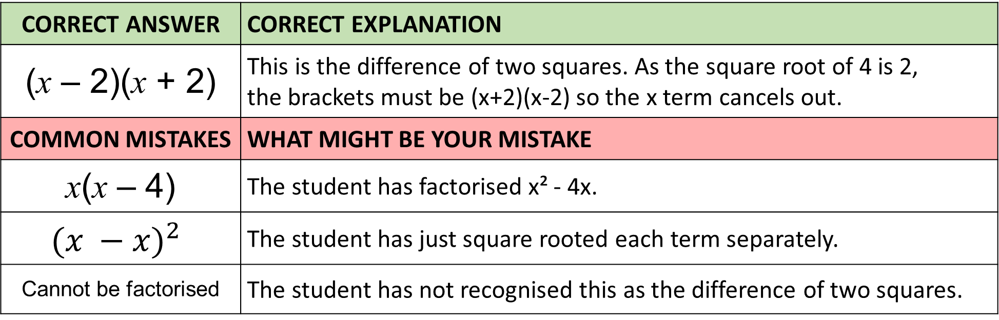 CORRECT ANSWER
CORRECT EXPLANATION
(x – 2)(x + 2)
This is the difference of two squares. As the square root of 4 is 2,
the brackets must be (x+2)(x-2) so the x term cancels out.
COMMON MISTAKES
WHAT MIGHT BE YOUR MISTAKE
x(x – 4)
The student has factorised x² - 4x.
(x − x)²
The student has just square rooted each term separately.
Cannot be factorised
The student has not recognised this as the difference of two squares.